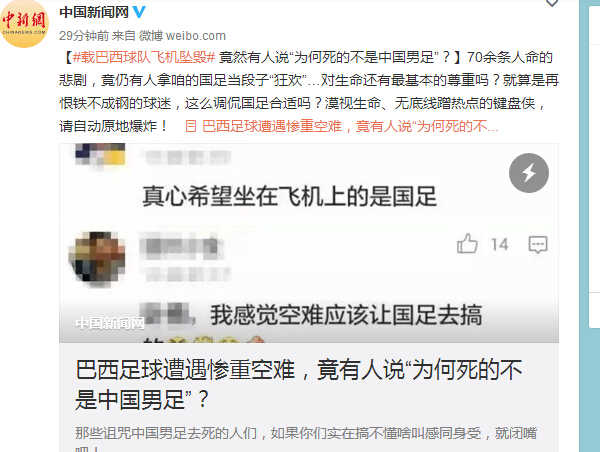 中新網
CHINANEWS.COM
中国新闻网
29分钟前 来自 微博 weibo.com
【#载巴西球队飞机坠毁# 竟然有人说“为何死的不是中国男足”？】70余条人命的
悲剧，竟仍有人拿咱的国足当段子“狂欢”...对生命还有最基本的尊重吗？就算是再
恨铁不成钢的球迷，这么调侃国足合适吗？漠视生命、无底线蹭热点的键盘侠，
请自动原地爆炸！ 巴西足球遭遇惨重空难，竟有人说“为何死的不...
真心希望坐在飞机上的是国足
14
，我感觉空难应该让国足去搞
中国新闻网
巴西足球遭遇惨重空难，竟有人说“为何死的不
是中国男足”？
那些诅咒中国男足去死的人们，如果你们实在搞不懂啥叫感同身受，就闭嘴
吧！